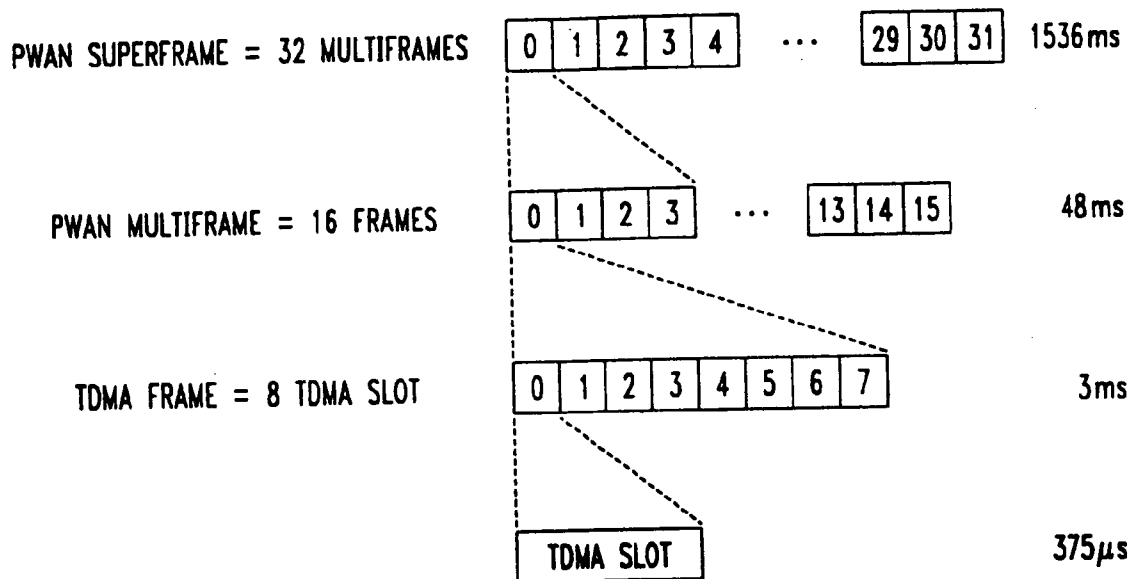 PWAN SUPERFRAME = 32 MULTIFRAMES 0 1 2 3 4 ... 29 30 31 1536ms
PWAN MULTIFRAME = 16 FRAMES 0 1 2 3 ... 13 14 15 48ms
TDMA FRAME = 8 TDMA SLOT 0 1 2 3 4 5 6 7 3ms
TDMA SLOT 375μs